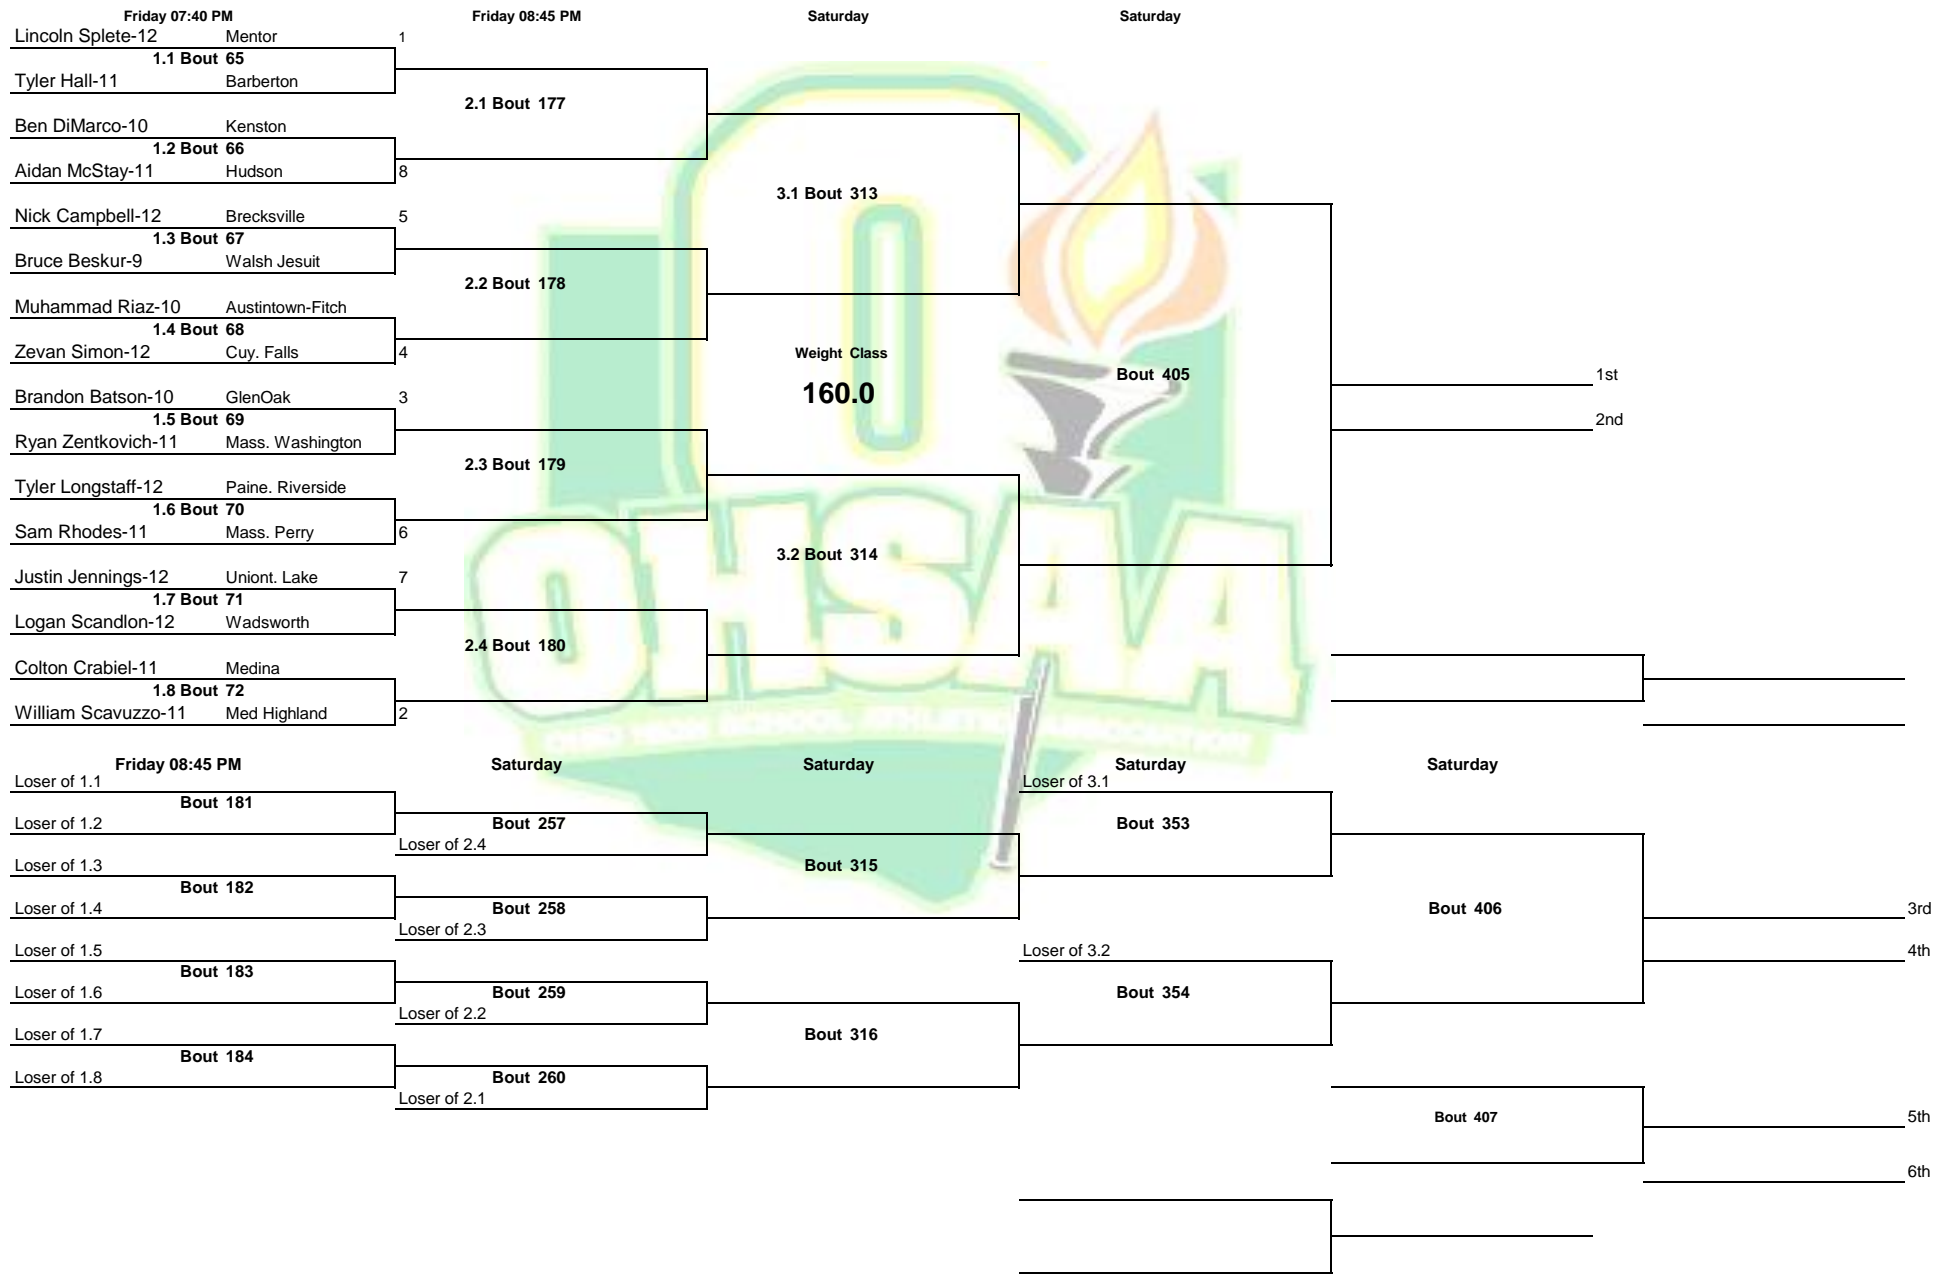 Friday 07:40 PM Friday 08:45 PM Saturday Saturday
Lincoln Splete-12 Mentor 1
1.1 Bout 65
Tyler Hall-11 Barberton
2.1 Bout 177
Ben DiMarco-10 Kenston
1.2 Bout 66
Aidan McStay-11 Hudson 8
3.1 Bout 313
Nick Campbell-12 Brecksville 5
1.3 Bout 67
Bruce Beskur-9 Walsh Jesuit
2.2 Bout 178
Muhammad Riaz-10 Austintown-Fitch
1.4 Bout 68
Zevan Simon-12 Cuy. Falls 4
Weight Class
160.0
Bout 405
1st
2nd
Brandon Batson-10 GlenOak 3
1.5 Bout 69
Ryan Zentkovich-11 Mass. Washington
2.3 Bout 179
Tyler Longstaff-12 Paine. Riverside
1.6 Bout 70
Sam Rhodes-11 Mass. Perry 6
3.2 Bout 314
Justin Jennings-12 Uniont. Lake 7
1.7 Bout 71
Logan Scandlon-12 Wadsworth
2.4 Bout 180
Colton Crabiel-11 Medina
1.8 Bout 72
William Scavuzzo-11 Med Highland 2
OHSAA
OHIO HIGH SCHOOL ATHLETIC ASSOCIATION
Friday 08:45 PM Saturday Saturday Saturday Saturday
Loser of 1.1 Loser of 3.1
Bout 181
Loser of 1.2 Bout 257 Bout 353
Loser of 2.4
Loser of 1.3 Bout 315
Bout 182
Loser of 1.4 Bout 258 Bout 406 3rd
Loser of 2.3
Loser of 1.5 Loser of 3.2 4th
Bout 183
Loser of 1.6 Bout 259 Bout 354
Loser of 2.2
Loser of 1.7 Bout 316
Bout 184
Loser of 1.8 Bout 260
Loser of 2.1
Bout 407 5th
6th